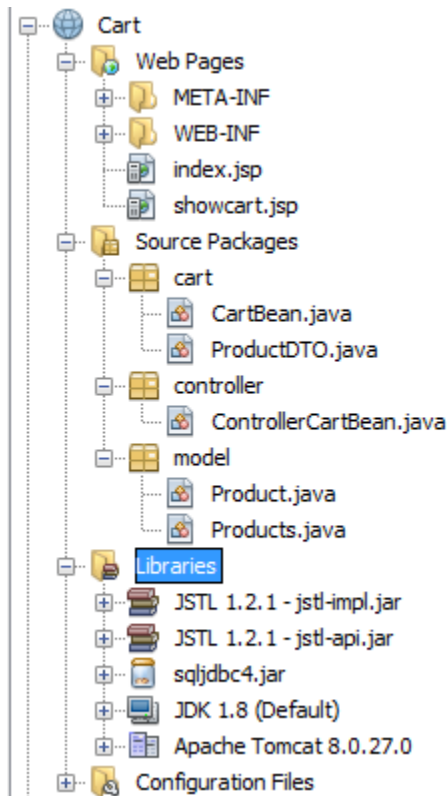 Cart
Web Pages
META-INF
WEB-INF
index.jsp
showcart.jsp
Source Packages
cart
CartBean.java
ProductDTO.java
controller
ControllerCartBean.java
model
Product.java
Products.java
Libraries
JSTL 1.2.1 - jstl-impl.jar
JSTL 1.2.1 - jstl-api.jar
sqljdbc4.jar
JDK 1.8 (Default)
Apache Tomcat 8.0.27.0
Configuration Files